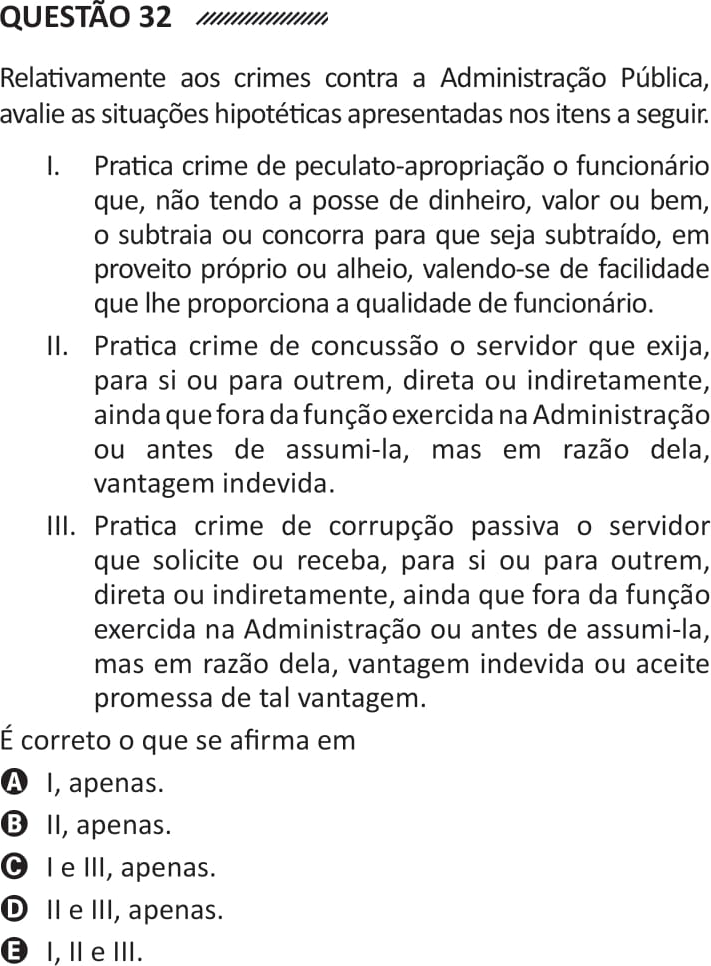 QUESTÃO 32
Relativamente aos crimes contra a Administração Pública,
avalie as situações hipotéticas apresentadas nos itens a seguir.
I. Pratica crime de peculato-apropriação o funcionário
que, não tendo a posse de dinheiro, valor ou bem,
o subtraia ou concorra para que seja subtraído, em
proveito próprio ou alheio, valendo-se de facilidade
que lhe proporciona a qualidade de funcionário.
II. Pratica crime de concussão o servidor que exija,
para si ou para outrem, direta ou indiretamente,
ainda que fora da função exercida na Administração
ou antes de assumi-la, mas em razão dela,
vantagem indevida.
III. Pratica crime de corrupção passiva o servidor
que solicite ou receba, para si ou para outrem,
direta ou indiretamente, ainda que fora da função
exercida na Administração ou antes de assumi-la,
mas em razão dela, vantagem indevida ou aceite
promessa de tal vantagem.
É correto o que se afirma em
A I, apenas.
B II, apenas.
C I e III, apenas.
D II e III, apenas.
E I, II e III.